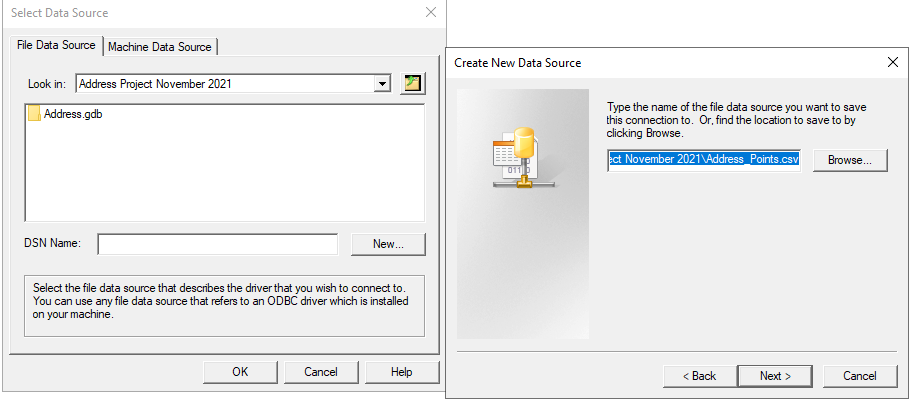 Select Data Source
File Data Source
Machine Data Source
Look in:
Address Project November 2021
Address.gdb
DSN Name:
New...
Select the file data source that describes the driver that you wish to connect to.
You can use any file data source that refers to an ODBC driver which is installed
on your machine.
OK
Cancel
Help
Create New Data Source
Type the name of the file data source you want to save
this connection to. Or, find the location to save to by
clicking Browse.
ect November 2021\Address_Points.csv
Browse...
01110
< Back
Next >
Cancel